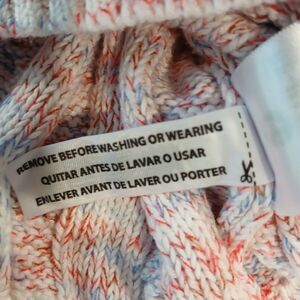 REMOVE BEFORE WASHING OR WEARING
QUITAR ANTES DE LAVAR O USAR
ENLEVER AVANT DE LAVER OU PORTER